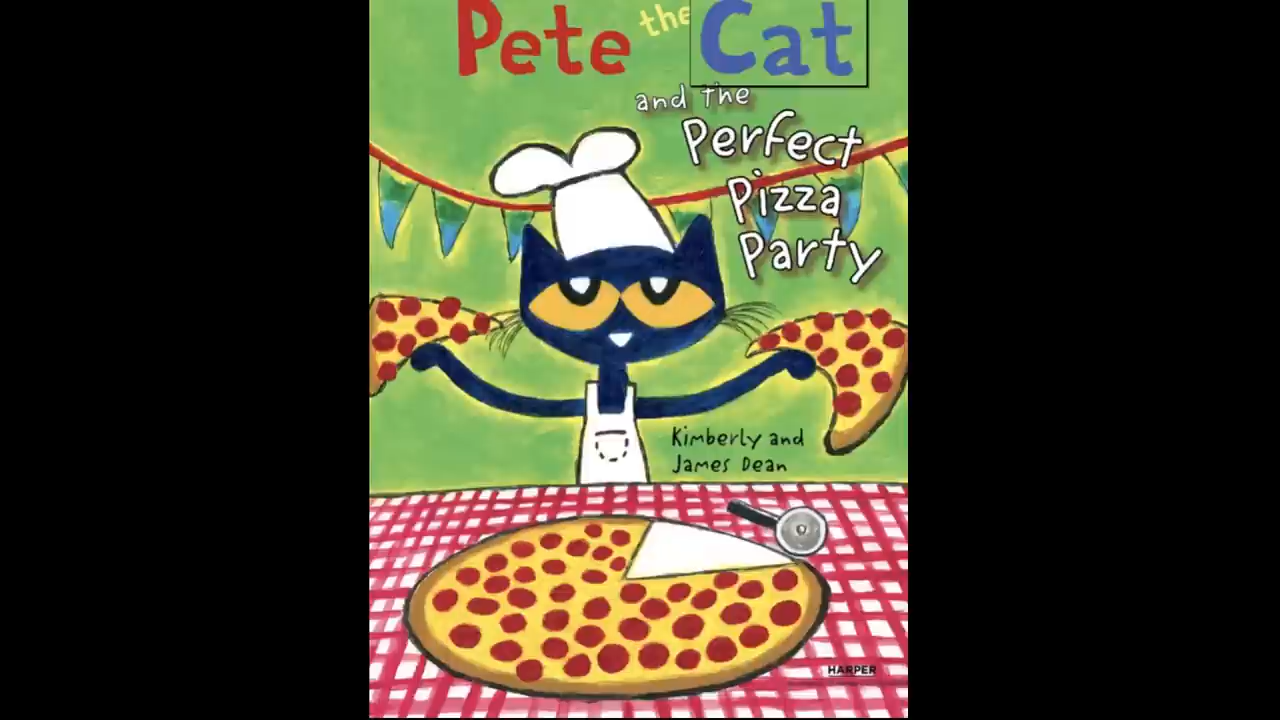 Pete the Cat
and the
Perfect
Pizza
Party
Kimberly and
James Dean
HARPER